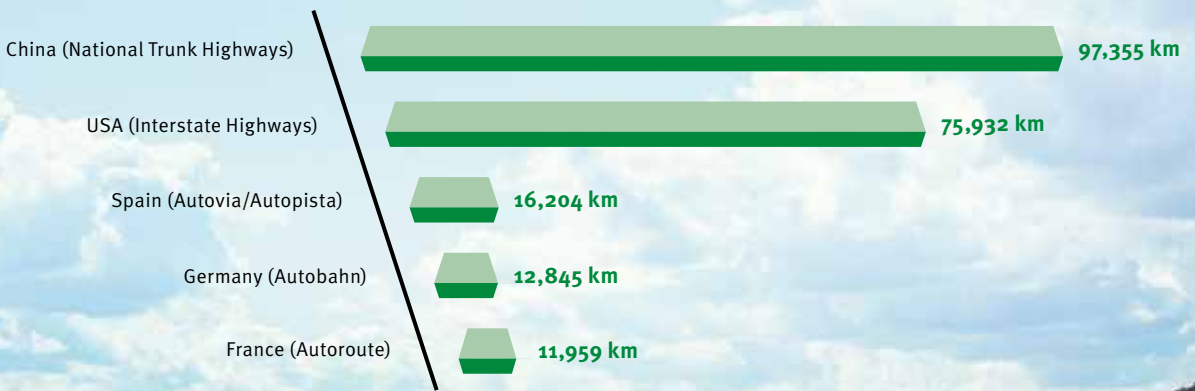 China (National Trunk Highways) 97,355 km
USA (Interstate Highways) 75,932 km
Spain (Autovia/Autopista) 16,204 km
Germany (Autobahn) 12,845 km
France (Autoroute) 11,959 km